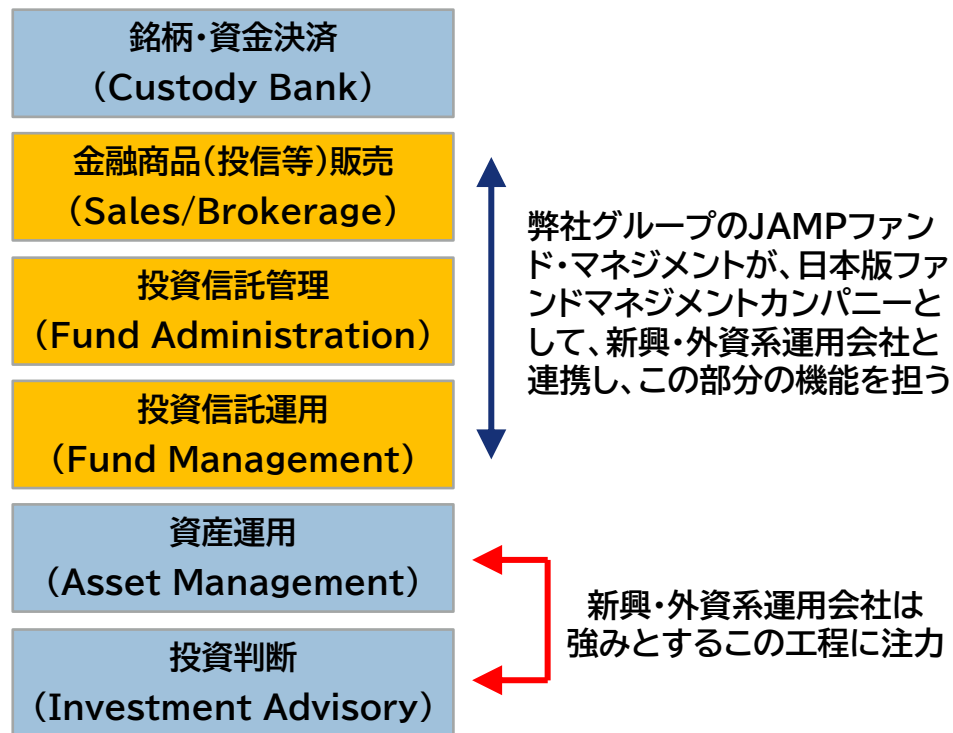 銘柄・資金決済
(Custody Bank)
金融商品(投信等)販売
(Sales/Brokerage)
投資信託管理
(Fund Administration)
投資信託運用
(Fund Management)
資産運用
(Asset Management)
投資判断
(Investment Advisory)
弊社グループのJAMPファン
ド・マネジメントが、日本版ファ
ンドマネジメントカンパニーと
して、新興・外資系運用会社と
連携し、この部分の機能を担う
新興・外資系運用会社は
強みとするこの工程に注力